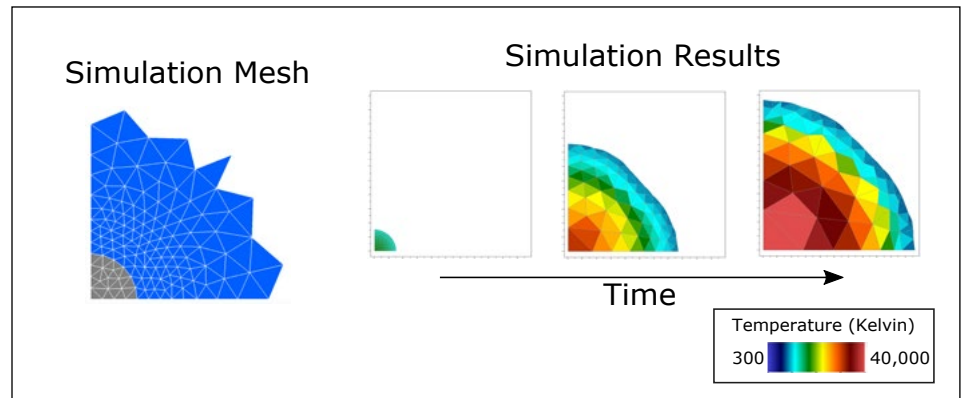 Simulation Mesh
Simulation Results
Time
Temperature (Kelvin)
300 40,000